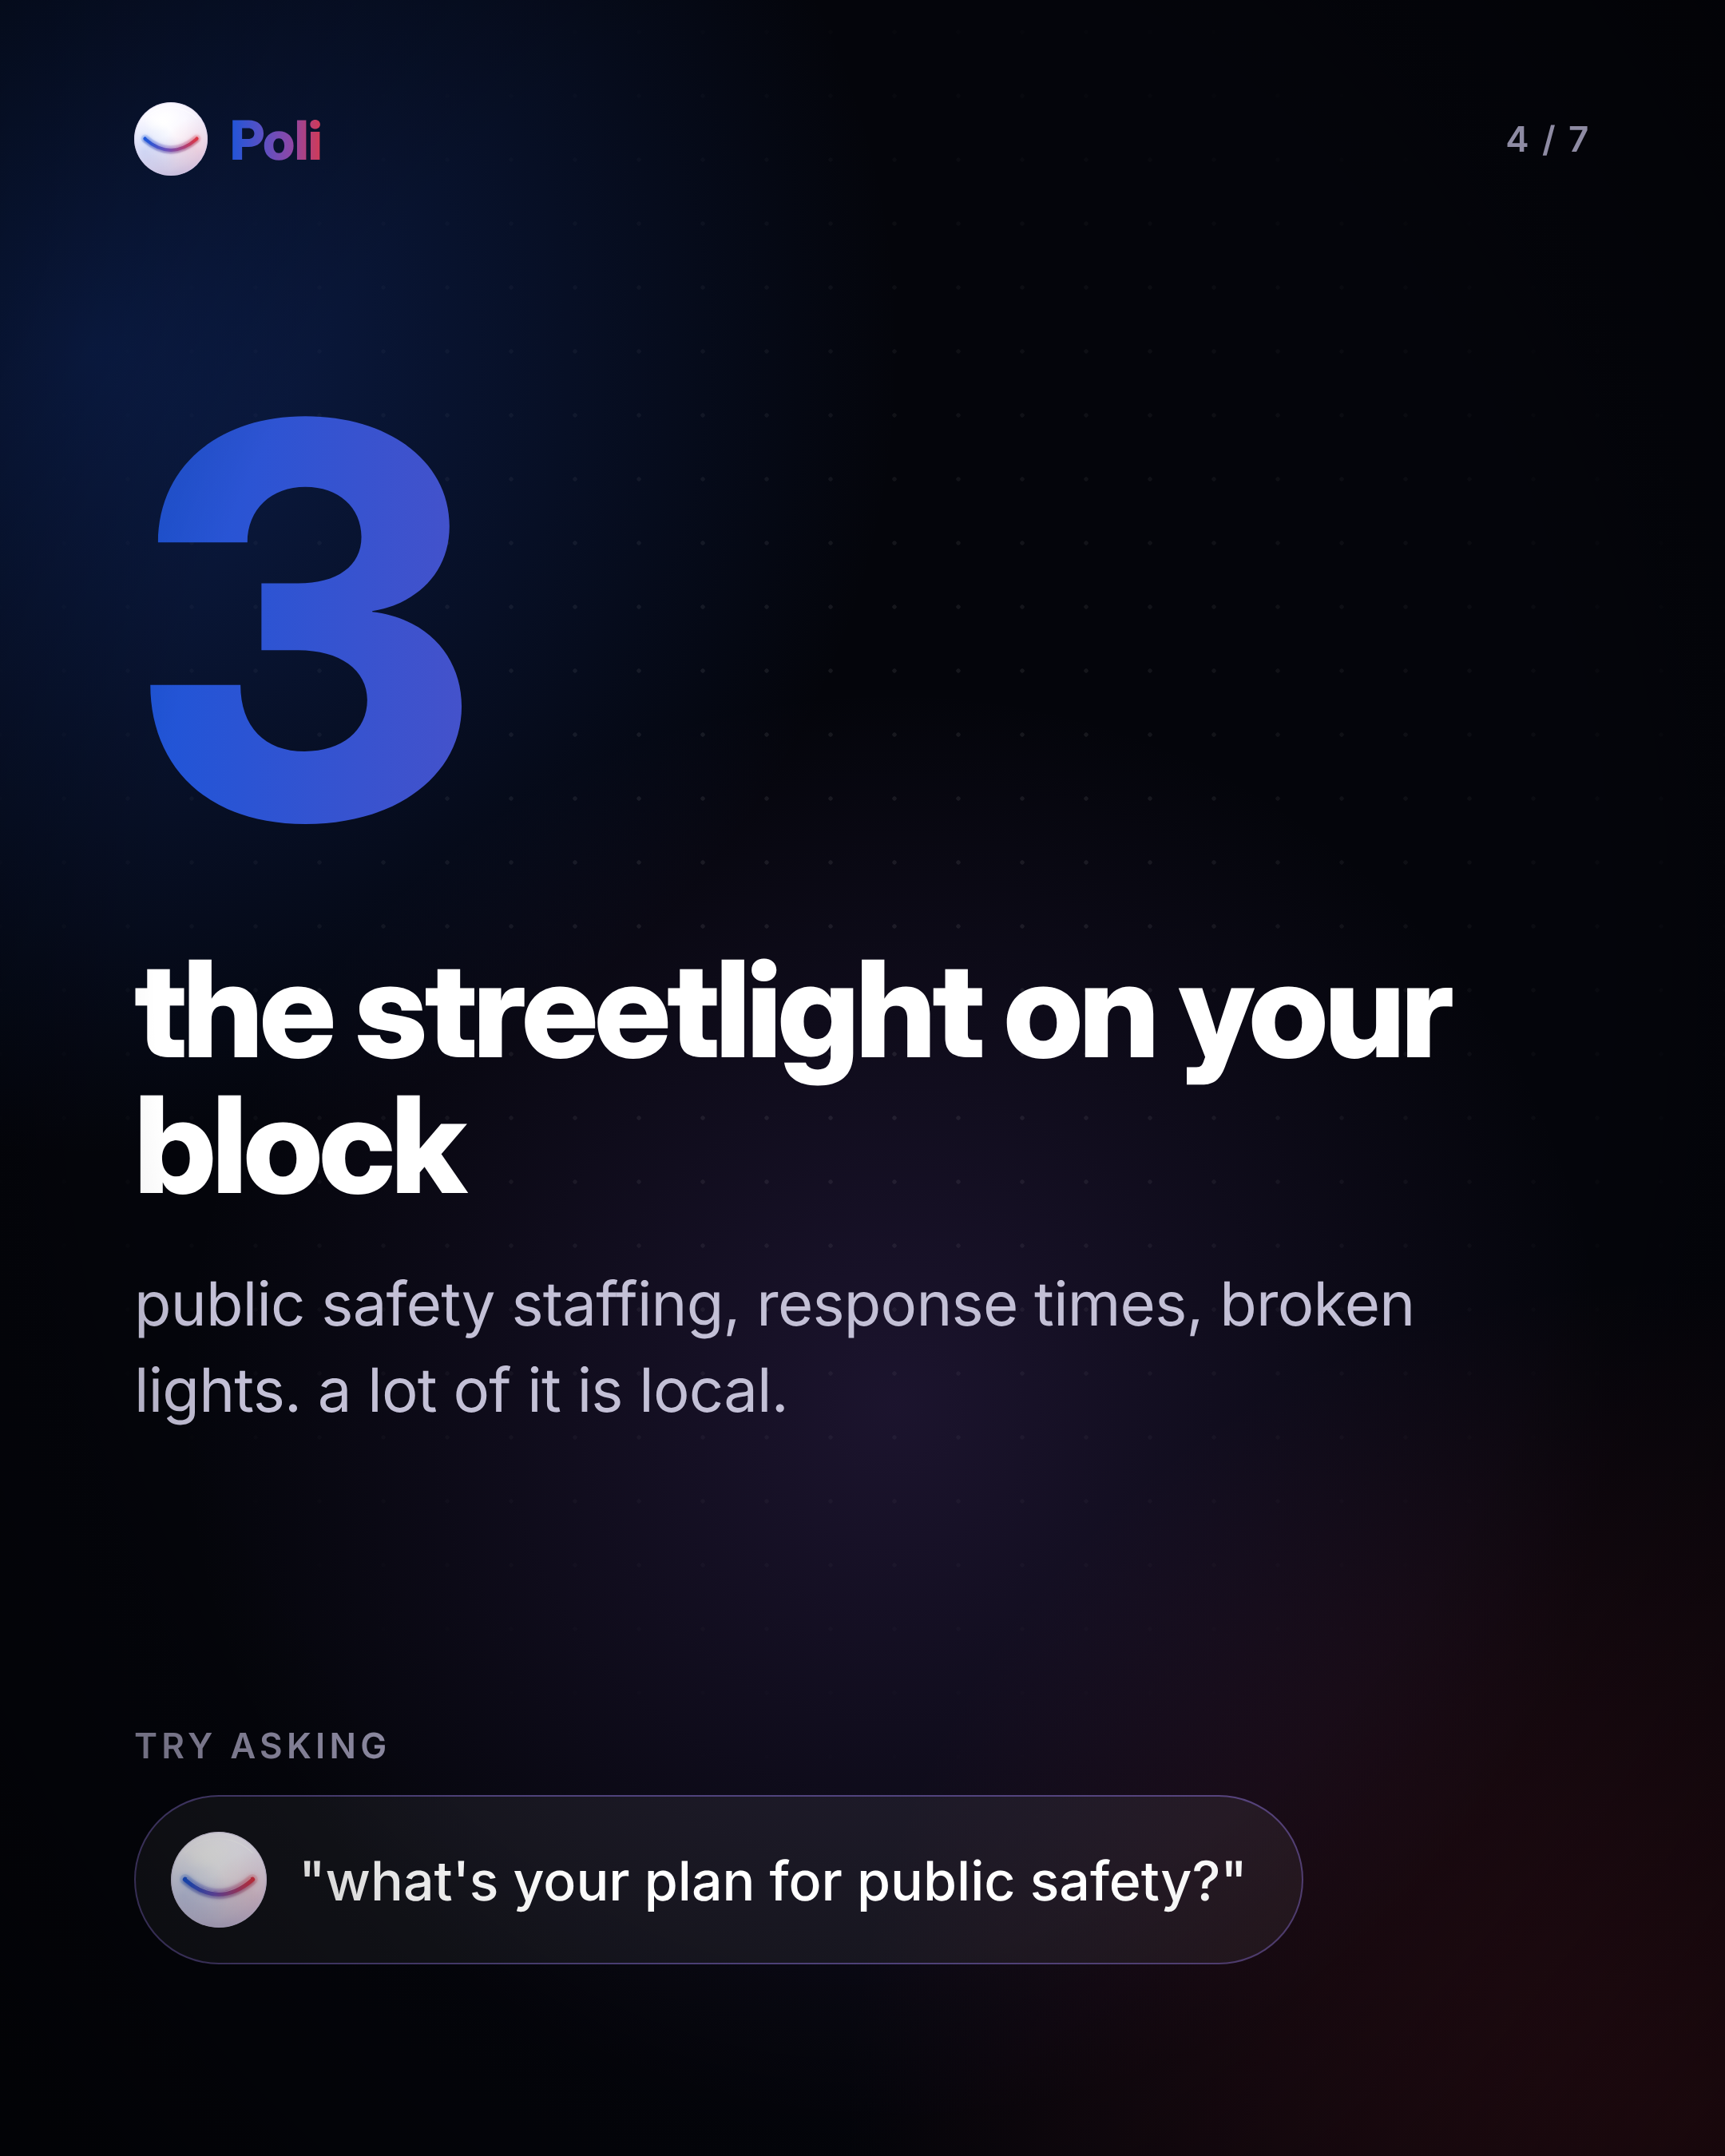 Poli
4 / 7
3
the streetlight on your
block
public safety staffing, response times, broken
lights. a lot of it is local.
TRY ASKING
"what's your plan for public safety?"